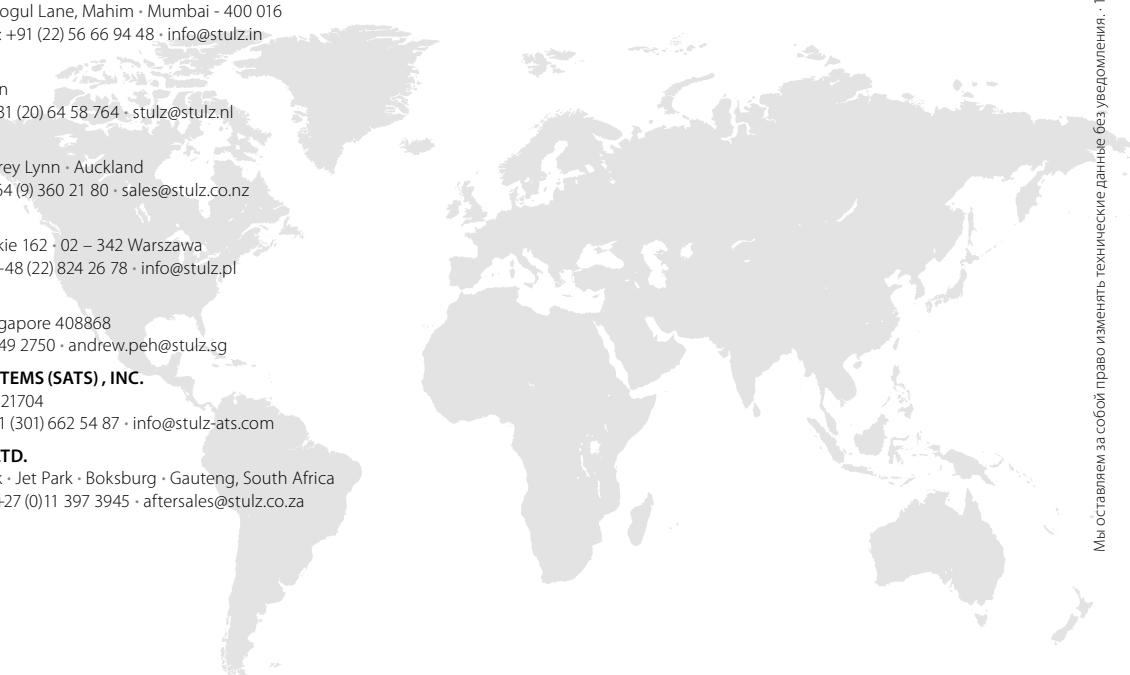 ogul Lane, Mahim • Mumbai - 400 016
: +91 (22) 56 66 94 48 • info@stulz.in
n
31 (20) 64 58 764 • stulz@stulz.nl
rey Lynn • Auckland
64 (9) 360 21 80 • sales@stulz.co.nz
kie 162 • 02 – 342 Warszawa
48 (22) 824 26 78 • info@stulz.pl
gapore 408868
49 2750 • andrew.peh@stulz.sg
TEMS (SATS) , INC.
21704
1 (301) 662 54 87 • info@stulz-ats.com
TD.
k • Jet Park • Boksburg • Gauteng, South Africa
+27 (0)11 397 3945 • aftersales@stulz.co.za
Мы оставляем за собой право изменять технические данные без уведомления. · 1